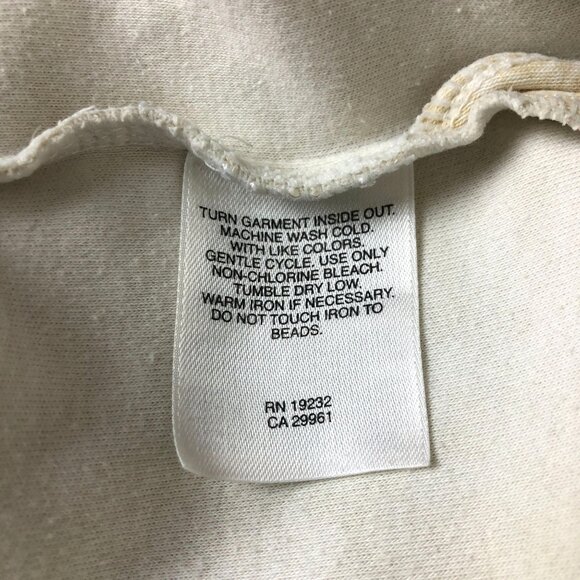 TURN GARMENT INSIDE OUT.
MACHINE WASH COLD.
WITH LIKE COLORS.
GENTLE CYCLE. USE ONLY
NON-CHLORINE BLEACH.
TUMBLE DRY LOW.
WARM IRON IF NECESSARY.
DO NOT TOUCH IRON TO
BEADS.
RN 19232
CA 29961